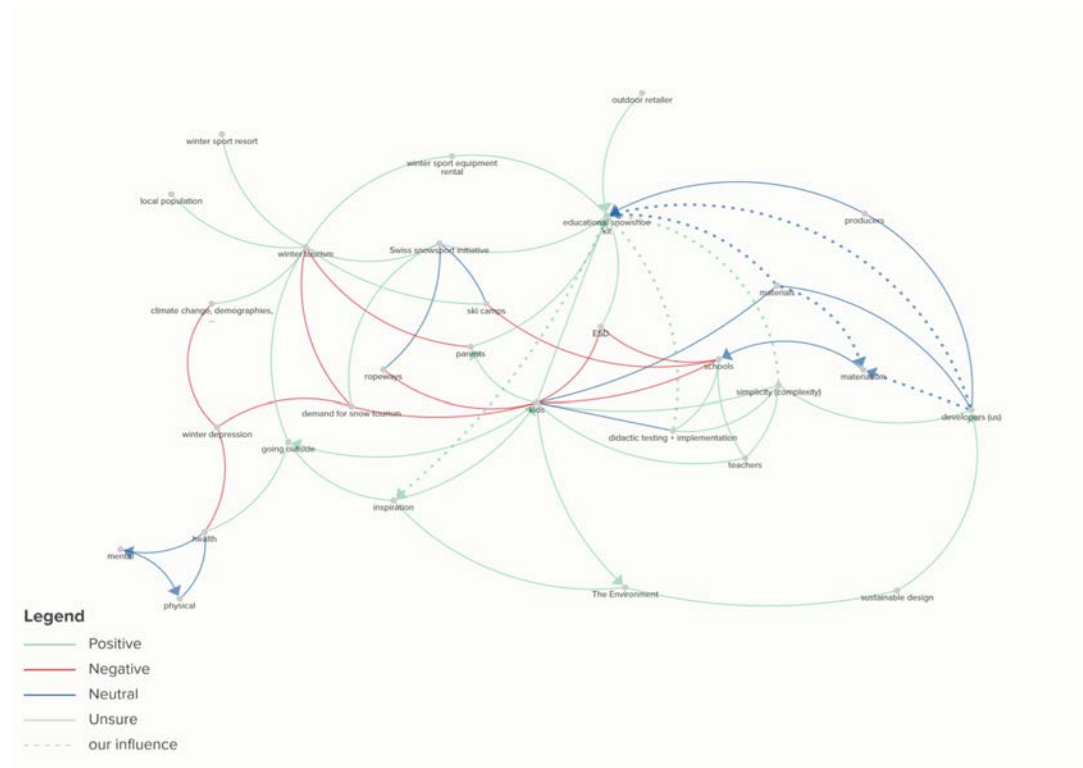 outdoor retailer
winter sport resort
winter sport equipment
rental
local population
educational snowshoe
kit
producers
winter tourism
Swiss snowsport initiative
materials
climate change, demographies,
...
ski camps
ESD
parents
schools
ropeways
simplicity (complexity)
kids
demand for snow tourism
developers (us)
winter depression
didactic testing + implementation
going outside
teachers
inspiration
health
mental
The Environment
sustainable design
physical
Legend
Positive
Negative
Neutral
Unsure
our influence